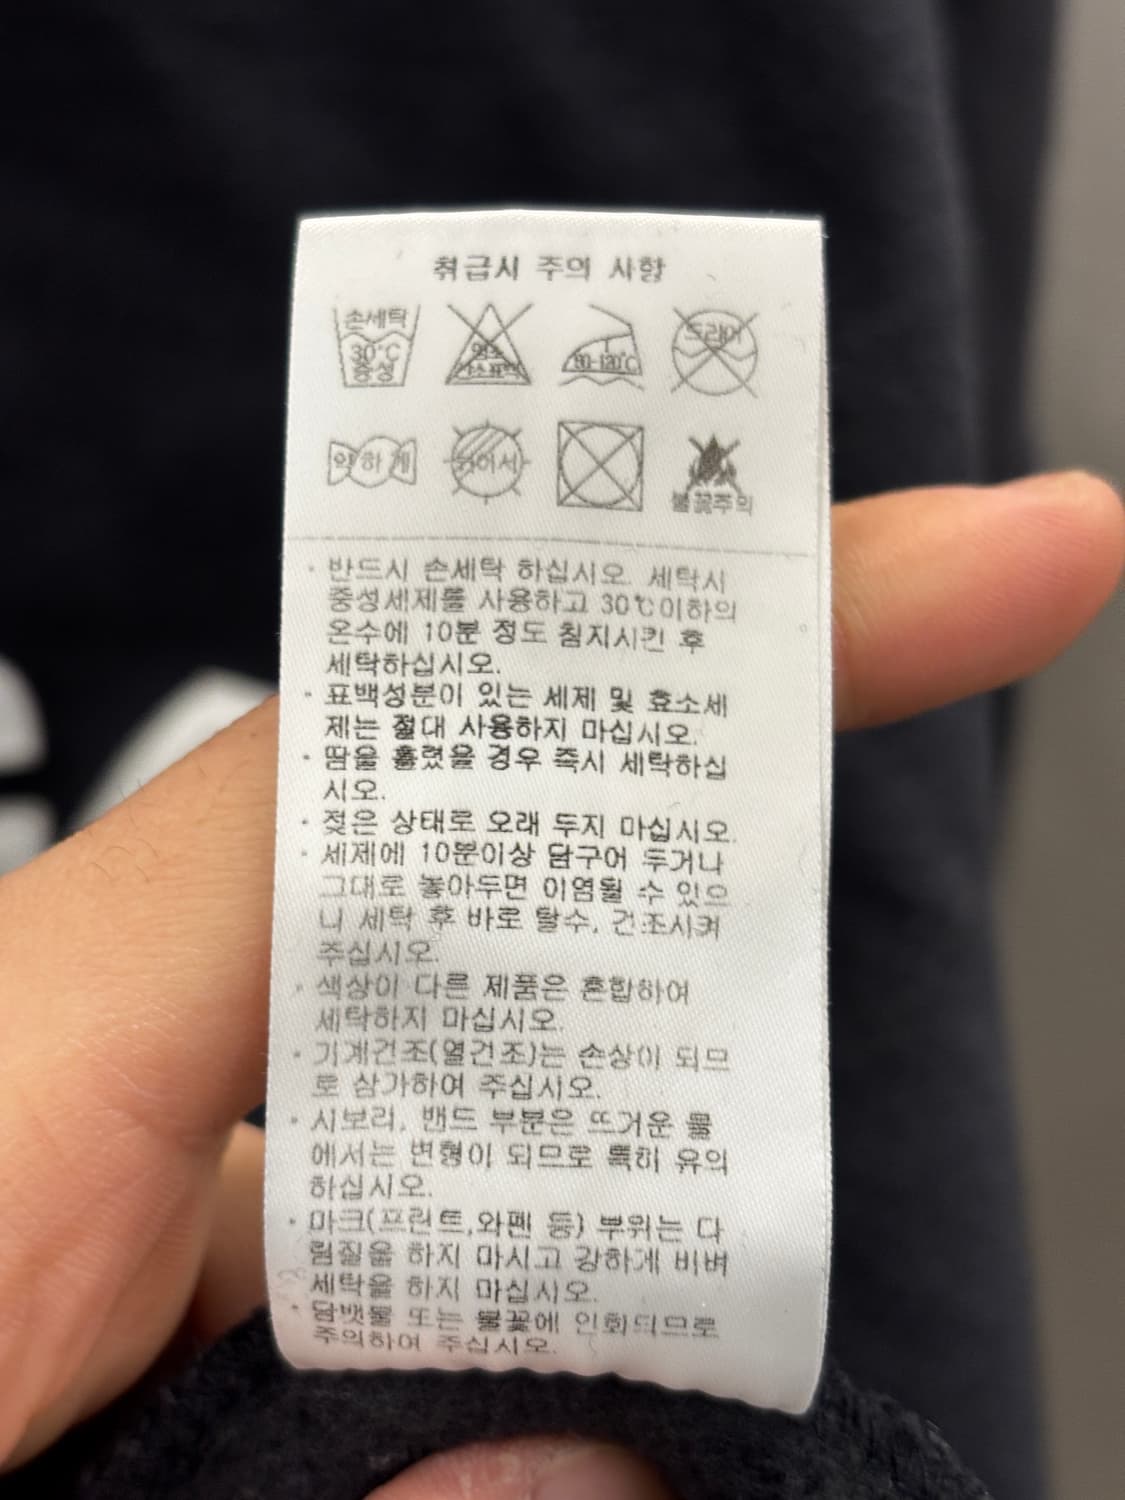 취급시 주의 사항
손세탁
30°C
중성
염소
산소표백
80-120°C
드라이
약하게
뉘어서
불꽃주의
· 반드시 손세탁 하십시오. 세탁시
중성세제를 사용하고 30℃이하의
온수에 10분 정도 침지시킨 후
세탁하십시오.
· 표백성분이 있는 세제 및 효소세
제는 절대 사용하지 마십시오.
· 땀을 흘렸을 경우 즉시 세탁하십
시오.
· 젖은 상태로 오래 두지 마십시오.
· 세제에 10분이상 담구어 두거나
그대로 놓아두면 이염될 수 있으
니 세탁 후 바로 탈수, 건조시켜
주십시오.
· 색상이 다른 제품은 혼합하여
세탁하지 마십시오.
· 기계건조(열건조)는 손상이 되므
로 삼가하여 주십시오.
· 시보리, 밴드 부분은 뜨거운 물
에서는 변형이 되므로 특히 유의
하십시오.
· 마크(프린트,와펜 등) 부위는 다
림질을 하지 마시고 강하게 비벼
세탁을 하지 마십시오.
· 담뱃불 또는 불꽃에 인화되므로
주의하여 주십시오.